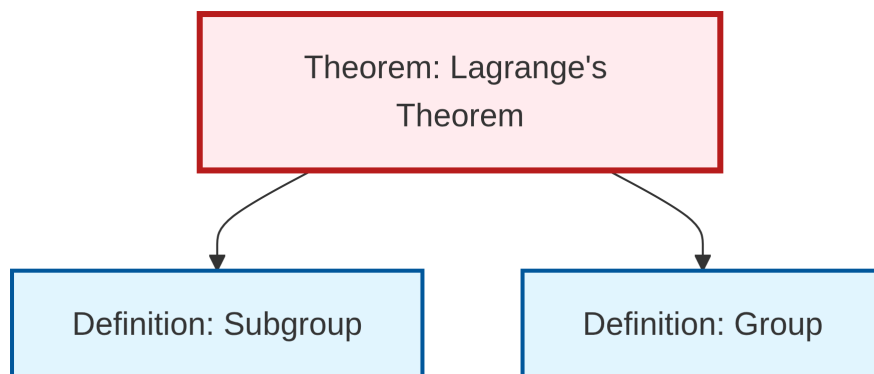 Theorem: Lagrange's
Theorem
Definition: Subgroup
Definition: Group